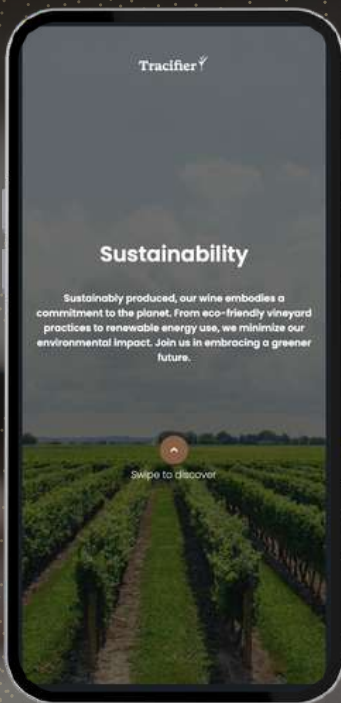 Tracifier
Sustainability
Sustainably produced, our wine embodies a
commitment to the planet. From eco-friendly vineyard
practices to renewable energy use, we minimize our
environmental impact. Join us in embracing a greener
future.
Swipe to discover